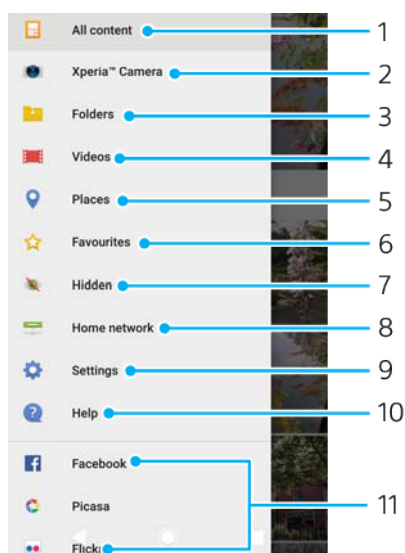 All content 1
Xperia™ Camera 2
Folders 3
Videos 4
Places 5
Favourites 6
Hidden 7
Home network 8
Settings 9
Help 10
Facebook
11
Picasa
Flickr